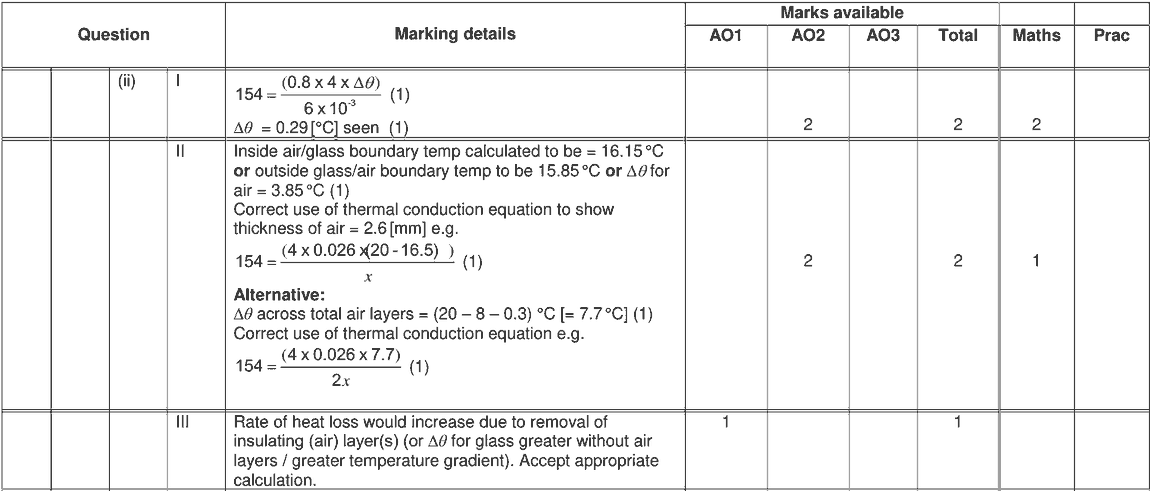 Marks available
Question Marking details AO1 AO2 AO3 Total Maths Prac
(ii) I 154 = (0.8 x 4 x Δθ) / 6 x 10⁻³ (1)
Δθ = 0.29 [°C] seen (1) 2 2 2
II Inside air/glass boundary temp calculated to be = 16.15 °C
or outside glass/air boundary temp to be 15.85 °C or Δθ for
air = 3.85 °C (1)
Correct use of thermal conduction equation to show
thickness of air = 2.6 [mm] e.g.
154 = (4 x 0.026 x(20 - 16.5) ) / x (1) 2 2 1
Alternative:
Δθ across total air layers = (20 – 8 – 0.3) °C [= 7.7 °C] (1)
Correct use of thermal conduction equation e.g.
154 = (4 x 0.026 x 7.7) / 2x (1)
III Rate of heat loss would increase due to removal of 1 1
insulating (air) layer(s) (or Δθ for glass greater without air
layers / greater temperature gradient). Accept appropriate
calculation.